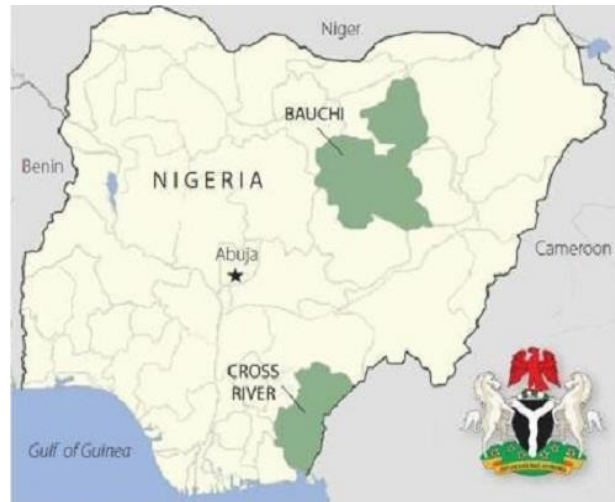 Niger
BAUCHI
Benin
NIGERIA
Abuja
Cameroon
CROSS
RIVER
Gulf of Guinea